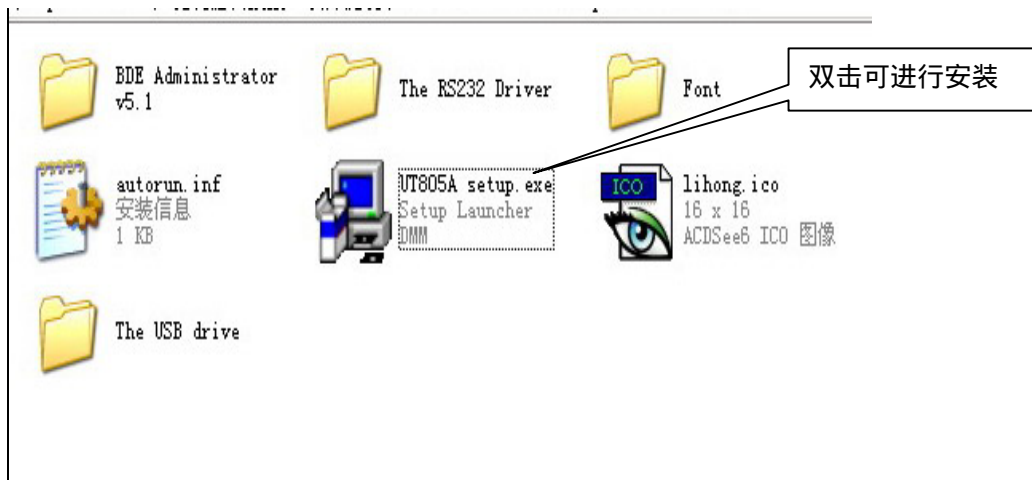 BDE Administrator
v5.1
The RS232 Driver
Font
双击可进行安装
autorun.inf
安装信息
1 KB
UT805A setup.exe
Setup Launcher
DMM
lihong.ico
16 x 16
ACDSee6 ICO 图像
ICO
The USB drive